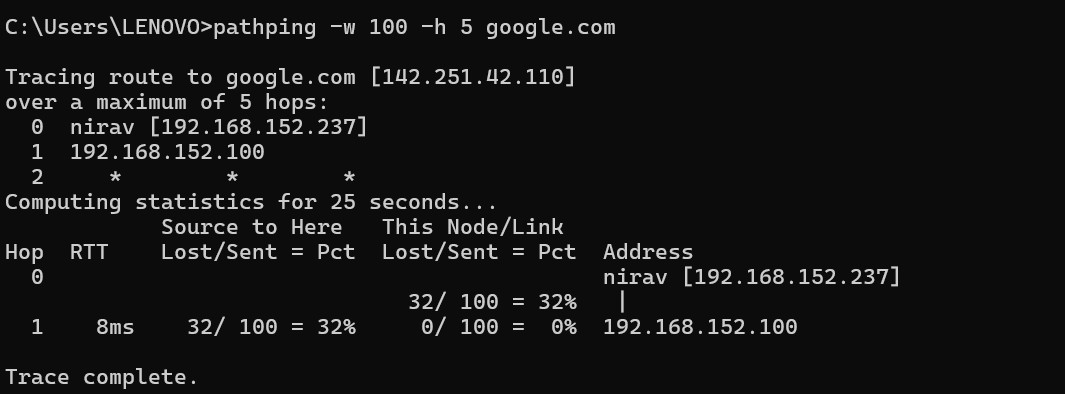 C:\Users\LENOVO>pathping -w 100 -h 5 google.com

Tracing route to google.com [142.251.42.110]
over a maximum of 5 hops:
  0  nirav [192.168.152.237]
  1  192.168.152.100
  2     *        *        *
Computing statistics for 25 seconds...
            Source to Here   This Node/Link
Hop  RTT    Lost/Sent = Pct  Lost/Sent = Pct  Address
  0                                           nirav [192.168.152.237]
                               32/ 100 = 32%   |
  1    8ms    32/ 100 = 32%     0/ 100 =  0%  192.168.152.100

Trace complete.